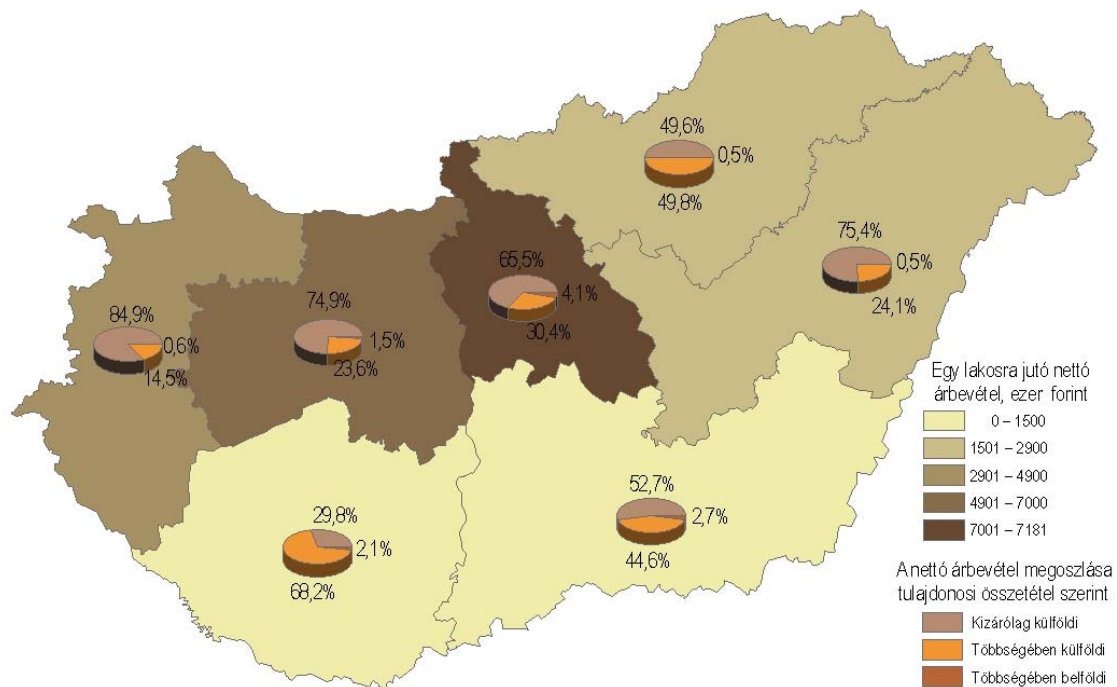 49,6%
0,5%
49,8%
75,4%
0,5%
24,1%
65,5%
4,1%
30,4%
74,9%
1,5%
23,6%
84,9%
0,6%
14,5%
29,8%
2,1%
68,2%
52,7%
2,7%
44,6%
Egy lakosra jutó nettó
árbevétel, ezer forint
0 – 1500
1501 – 2900
2901 – 4900
4901 – 7000
7001 – 7181
A nettó árbevétel megoszlása
tulajdonosi összetétel szerint
Kizárólag külföldi
Többségében külföldi
Többségében belföldi